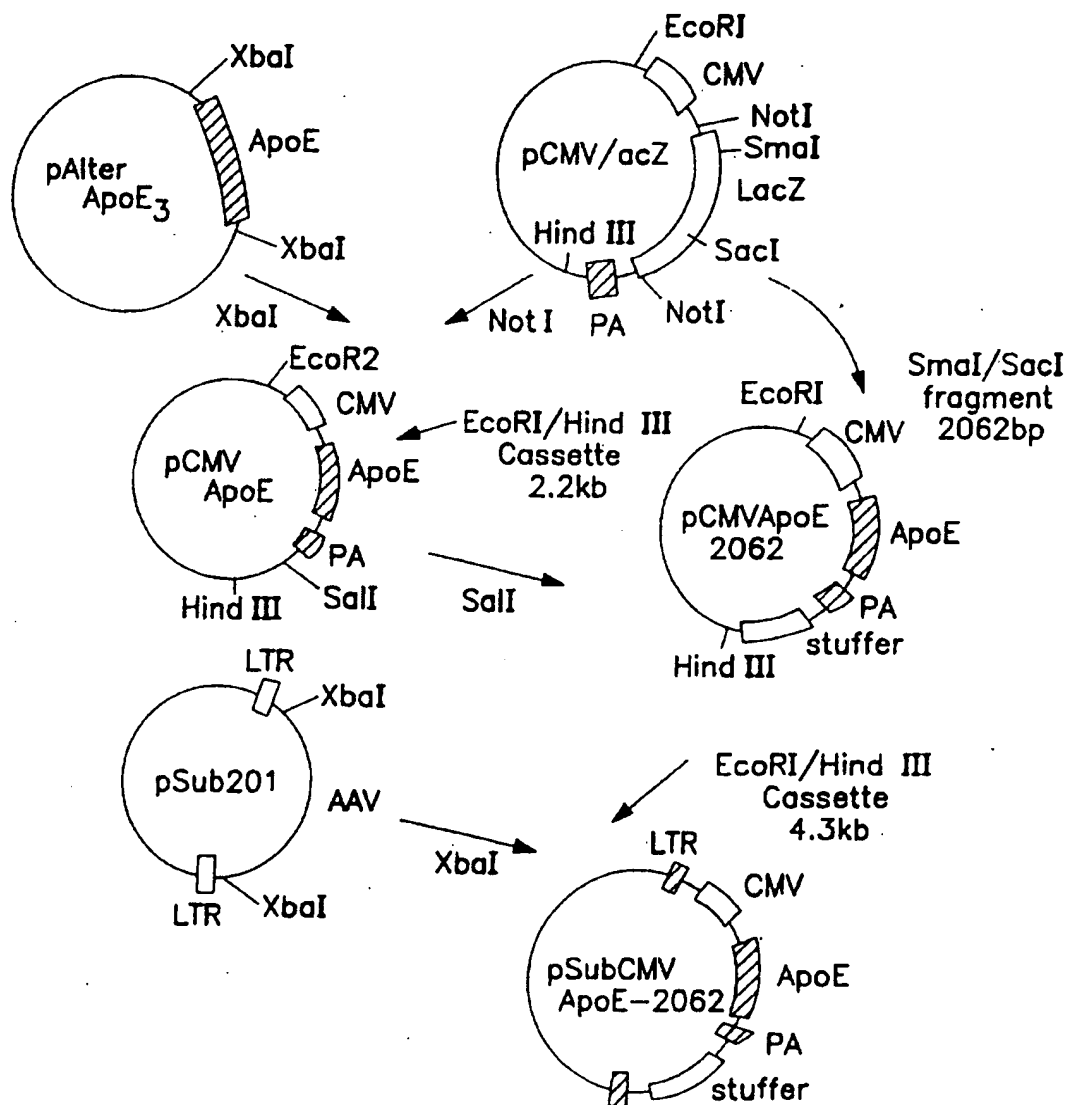 XbaI
ApoE
pAlter
ApoE3
XbaI
EcoRI
CMV
NotI
SmaI
pCMV/acZ
LacZ
Hind III
SacI
PA
NotI
XbaI
Not I
SmaI/SacI
fragment
2062bp
EcoR2
CMV
pCMV
ApoE
ApoE
PA
SalI
Hind III
EcoRI/Hind III
Cassette
2.2kb
SalI
EcoRI
CMV
pCMVApoE
2062
ApoE
PA
stuffer
Hind III
LTR
XbaI
pSub201
AAV
LTR
XbaI
XbaI
EcoRI/Hind III
Cassette
4.3kb
LTR
CMV
pSubCMV
ApoE-2062
ApoE
PA
stuffer